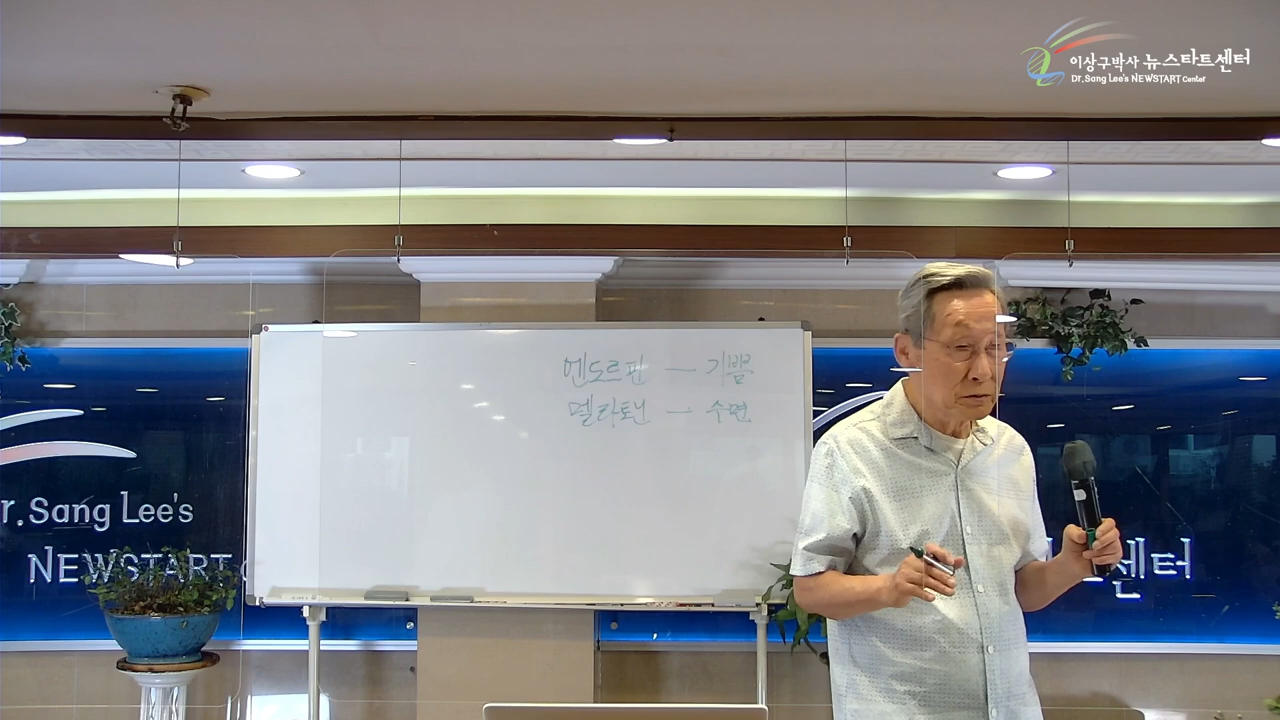 이상구박사 뉴스타트센터
Dr. Sang Lee's NEWSTART Center
엔도르핀 — 기쁨
멜라토닌 — 수면
r. Sang Lee's
NEWSTART
센터